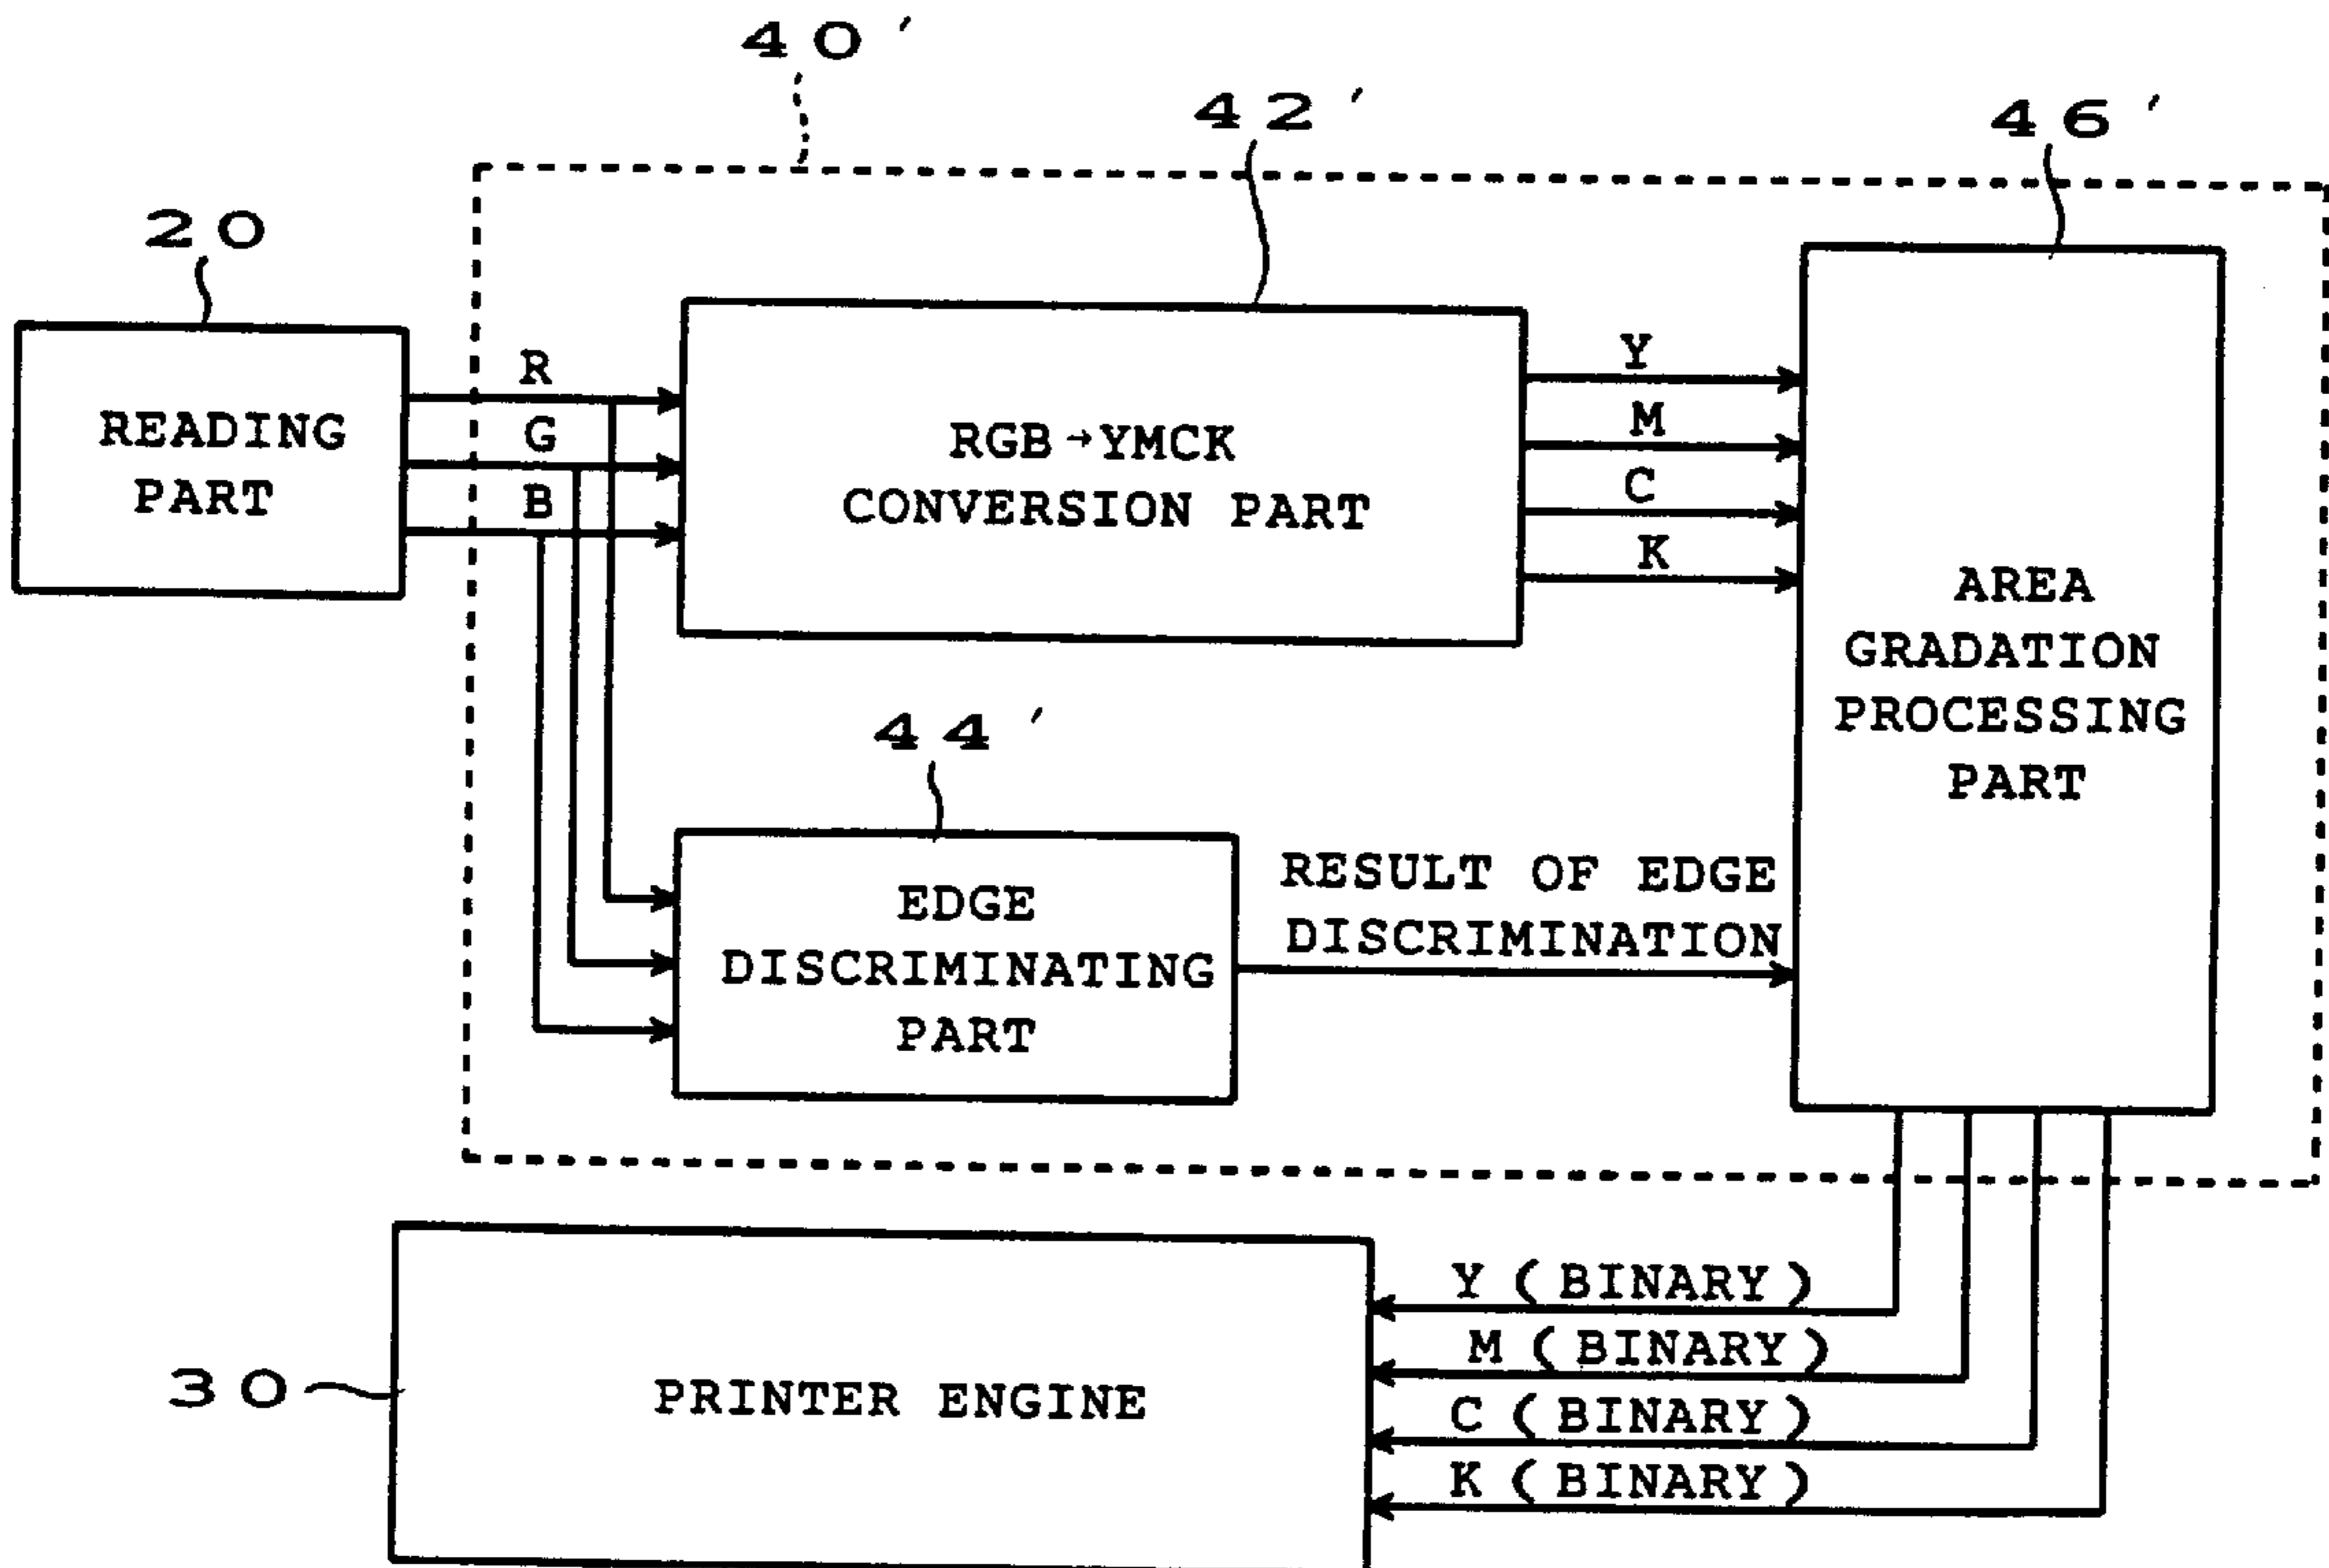 40'
42'
46'
20
R
G
B
READING
PART
RGB→YMCK
CONVERSION PART
Y
M
C
K
AREA
GRADATION
PROCESSING
PART
44'
EDGE
DISCRIMINATING
PART
RESULT OF EDGE
DISCRIMINATION
30
PRINTER ENGINE
Y (BINARY)
M (BINARY)
C (BINARY)
K (BINARY)